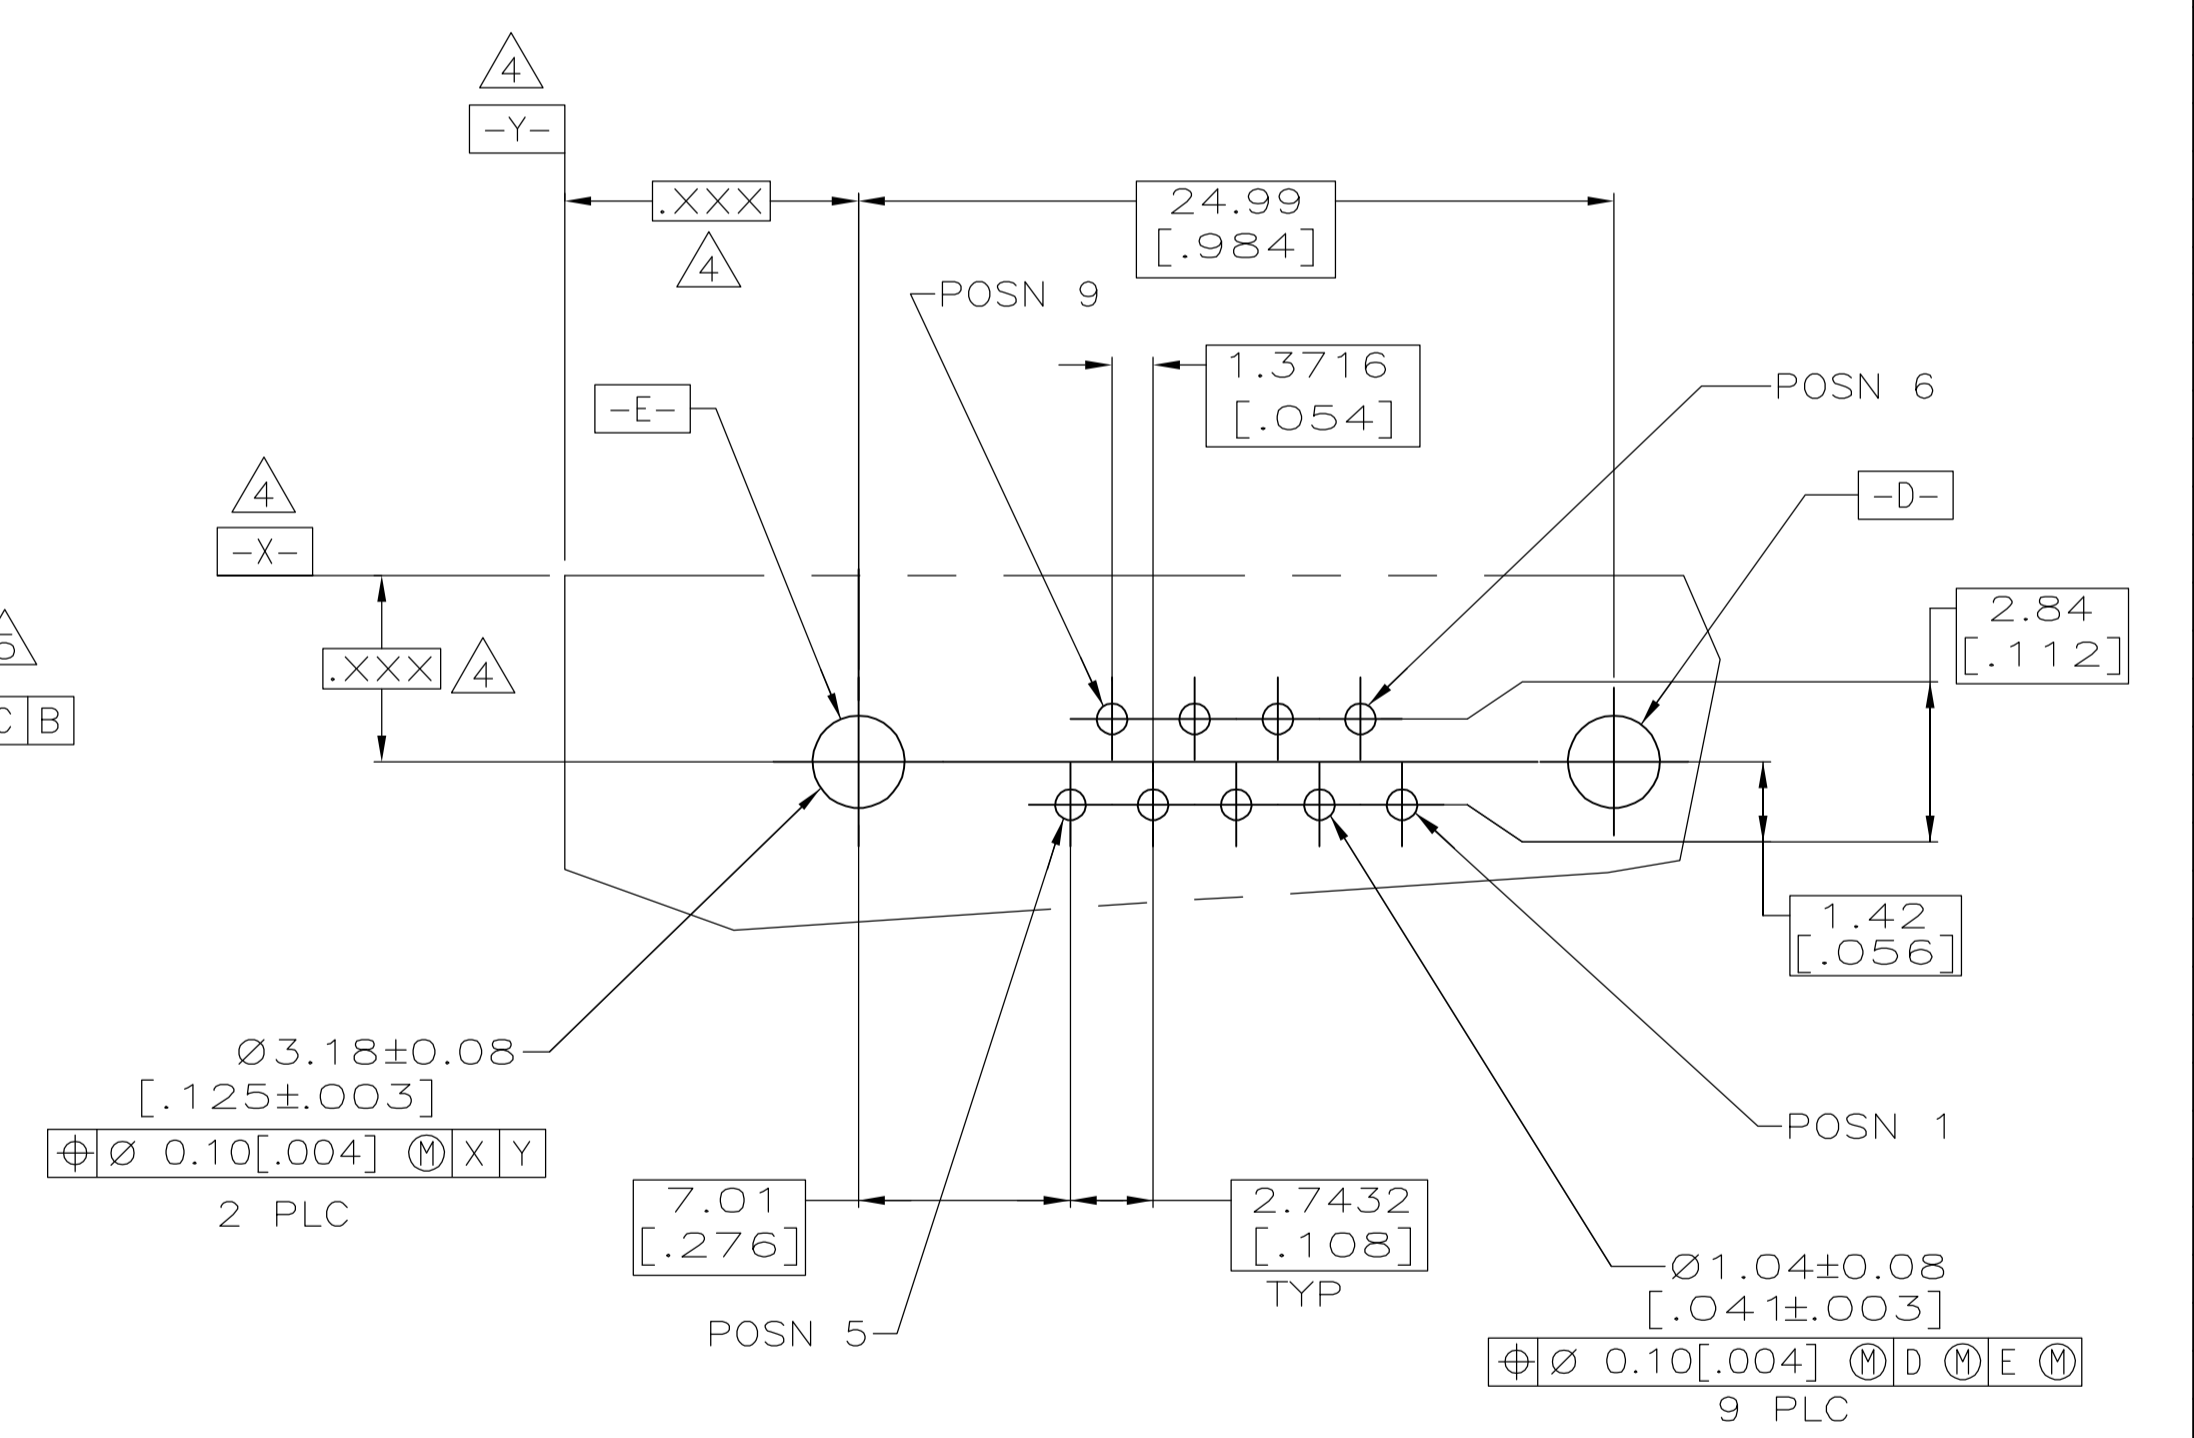 4
-Y-
.XXX
4
24.99
[.984]
POSN 9
1.3716
[.054]
POSN 6
-E-
-D-
4
-X-
.XXX 4
2.84
[.112]
5
C B
1.42
[.056]
Ø3.18±0.08
[.125±.003]
⌖ Ø 0.10[.004] Ⓜ X Y
2 PLC
POSN 1
7.01
[.276]
2.7432
[.108]
TYP
POSN 5
Ø1.04±0.08
[.041±.003]
⌖ Ø 0.10[.004] Ⓜ D Ⓜ E Ⓜ
9 PLC